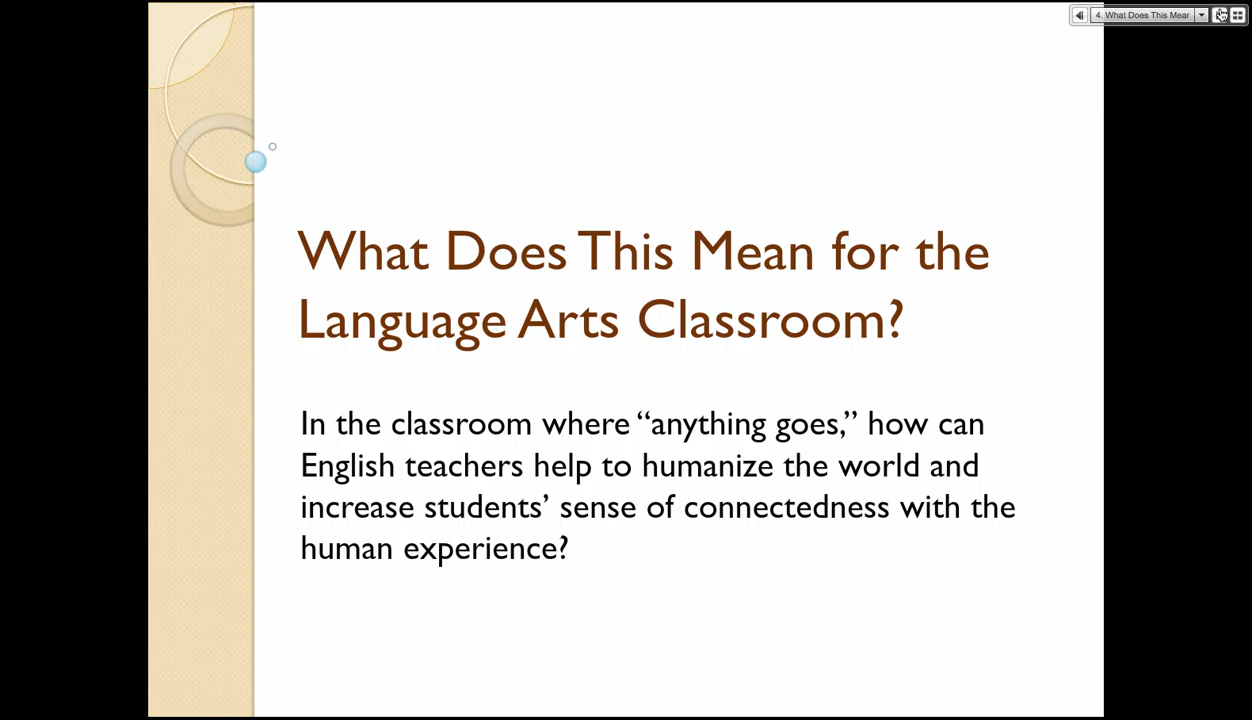 4. What Does This Mear
What Does This Mean for the
Language Arts Classroom?
In the classroom where “anything goes,” how can
English teachers help to humanize the world and
increase students’ sense of connectedness with the
human experience?